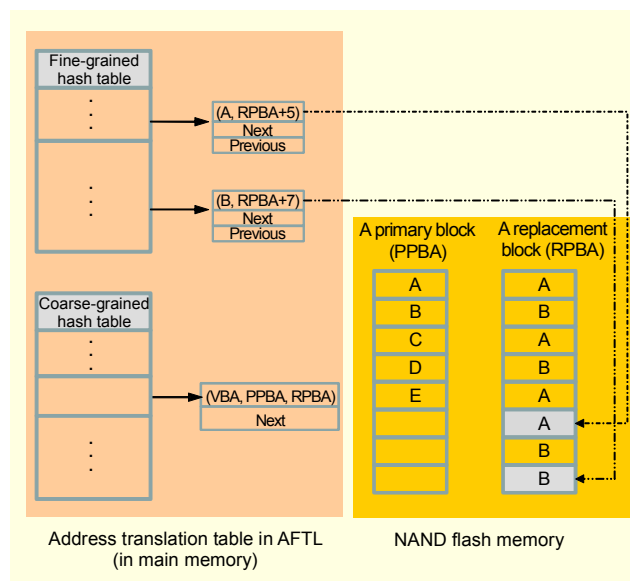 Fine-grained
hash table
(A, RPBA+5)
Next
Previous
(B, RPBA+7)
Next
Previous
Coarse-grained
hash table
(VBA, PPBA, RPBA)
Next
A primary block
(PPBA)
A
B
C
D
E
A replacement
block (RPBA)
A
B
A
B
A
A
B
B
Address translation table in AFTL
(in main memory)
NAND flash memory